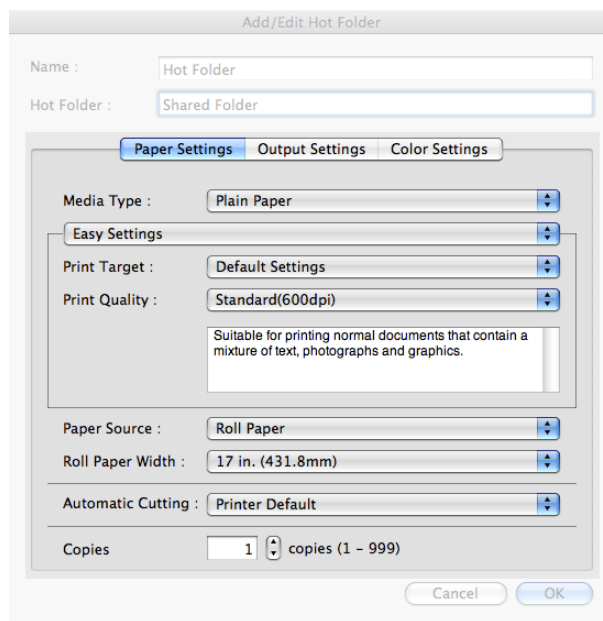 Add/Edit Hot Folder
Name : Hot Folder
Hot Folder : Shared Folder
Paper Settings Output Settings Color Settings
Media Type : Plain Paper
Easy Settings
Print Target : Default Settings
Print Quality : Standard(600dpi)
Suitable for printing normal documents that contain a
mixture of text, photographs and graphics.
Paper Source : Roll Paper
Roll Paper Width : 17 in. (431.8mm)
Automatic Cutting : Printer Default
Copies 1 copies (1 – 999)
Cancel OK